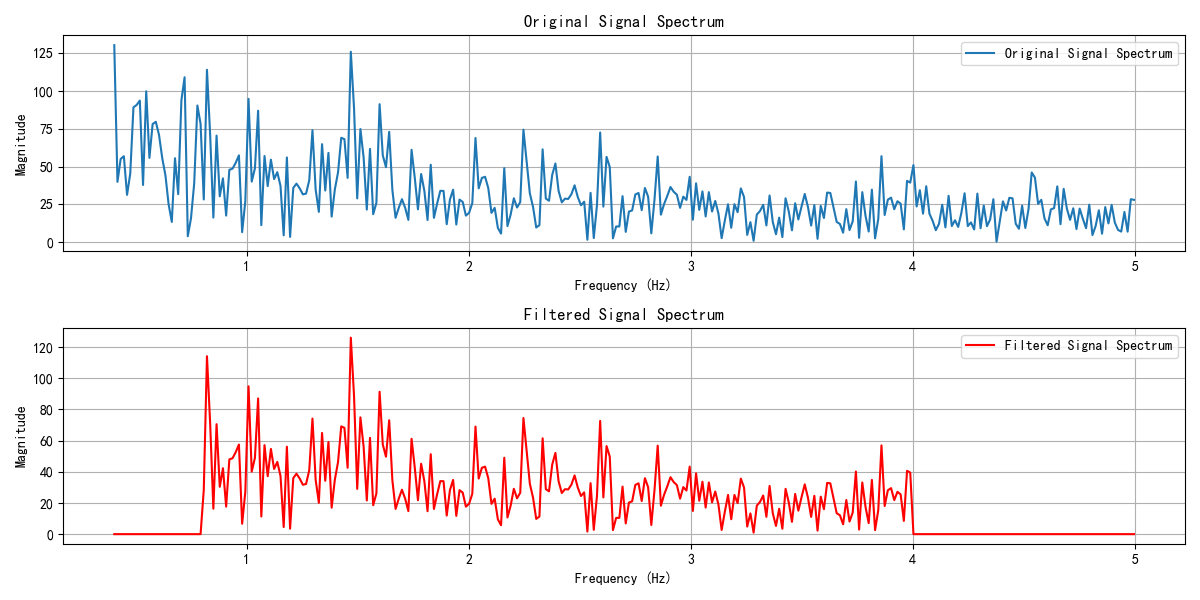 Original Signal Spectrum
Original Signal Spectrum
Magnitude
125
100
75
50
25
0
1 2 3 4 5
Frequency (Hz)
Filtered Signal Spectrum
Filtered Signal Spectrum
Magnitude
120
100
80
60
40
20
0
1 2 3 4 5
Frequency (Hz)